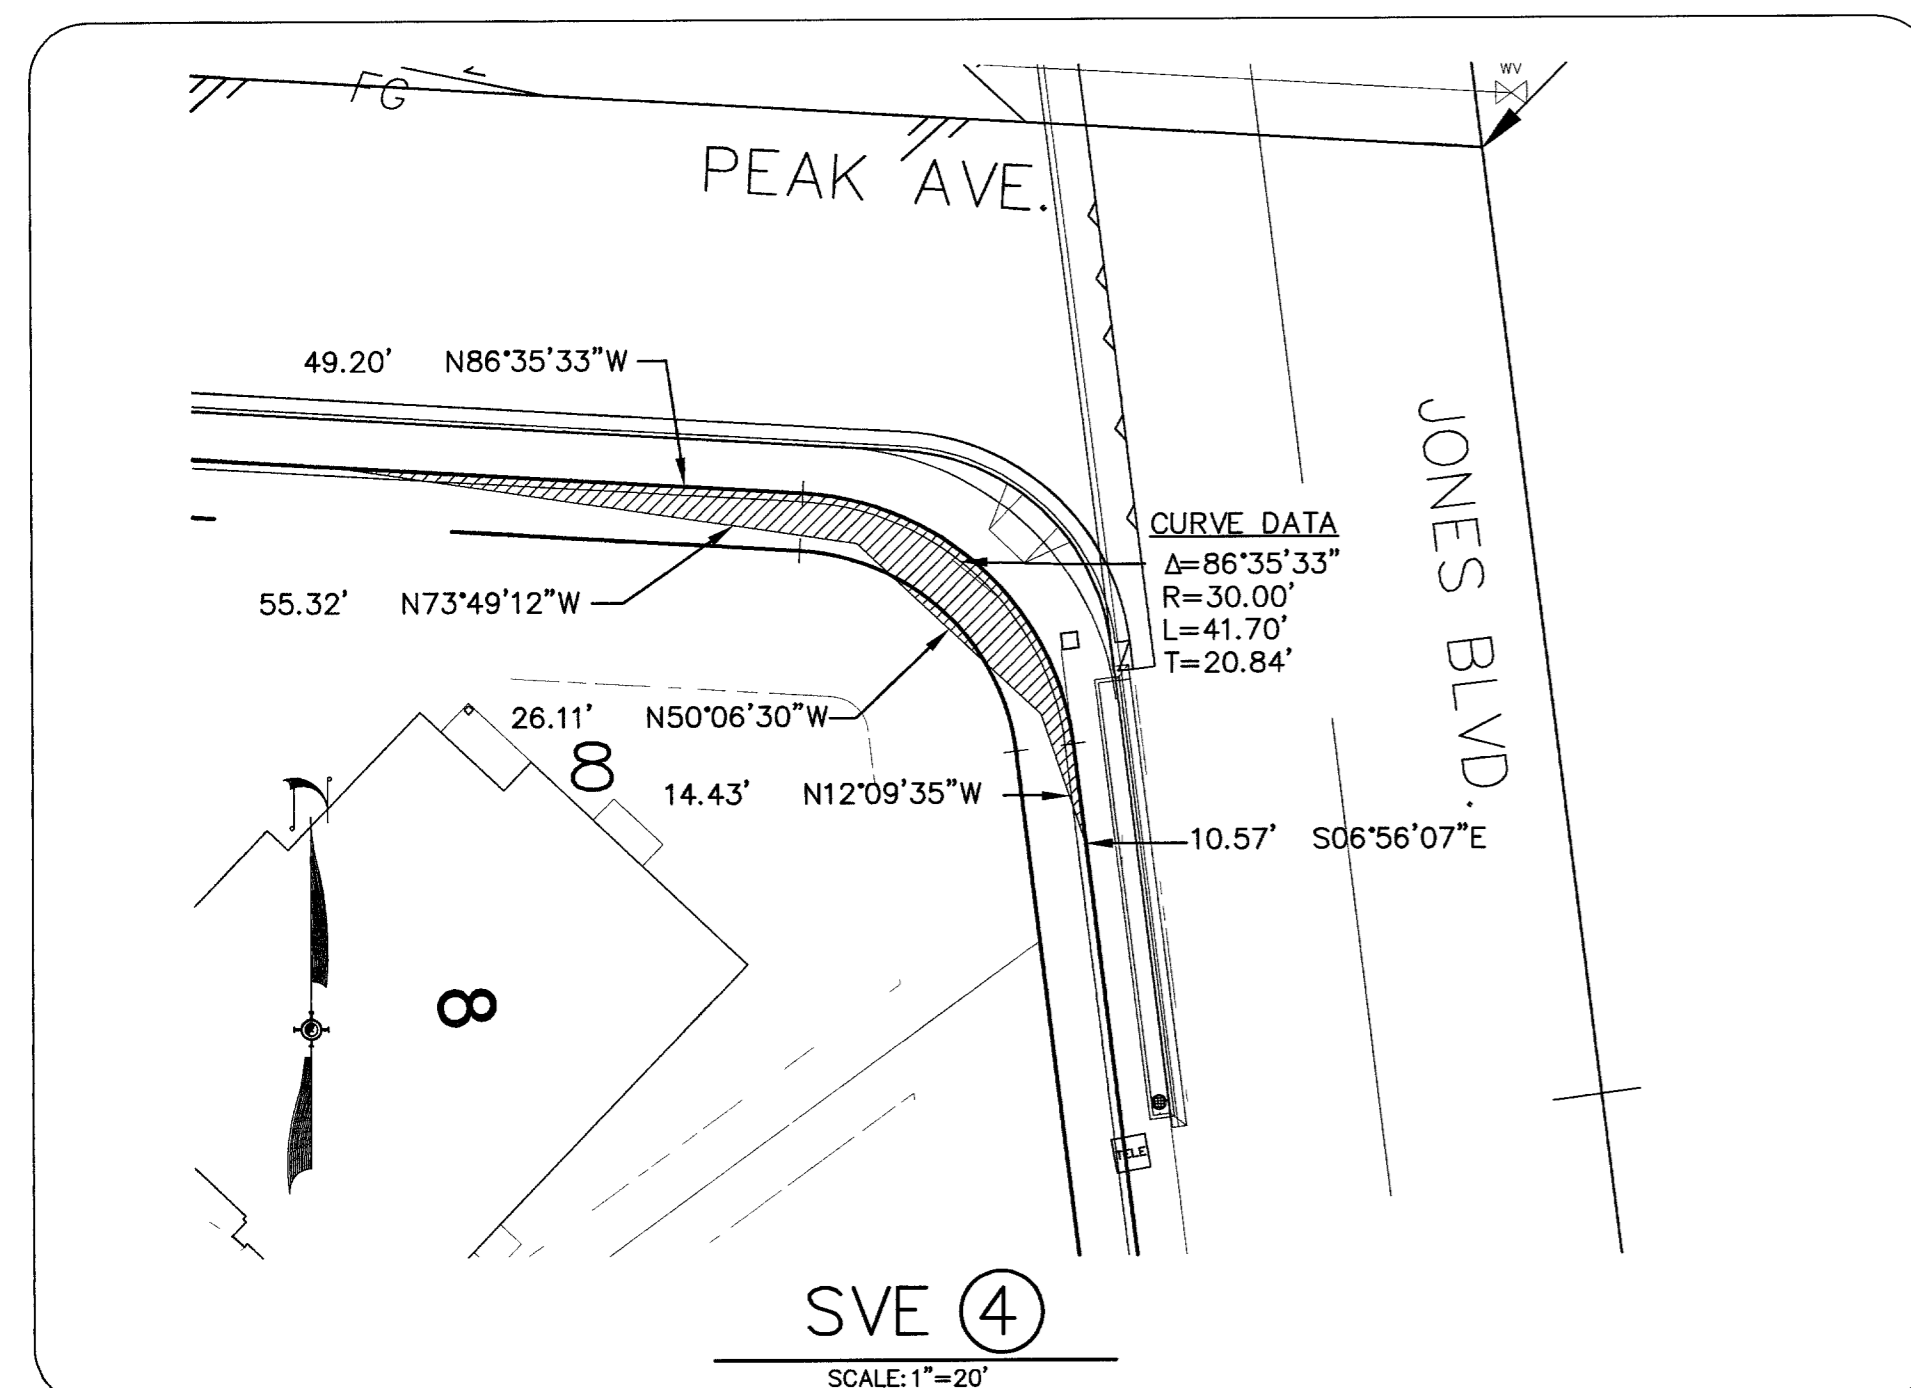 WV
FG
PEAK AVE.
49.20' N86°35'33"W
JONES BLVD.
CURVE DATA
Δ=86°35'33"
R=30.00'
L=41.70'
T=20.84'
55.32' N73°49'12"W
26.11' N50°06'30"W
8
14.43' N12°09'35"W
10.57' S06°56'07"E
8
TELE
SVE 4
SCALE: 1"=20'